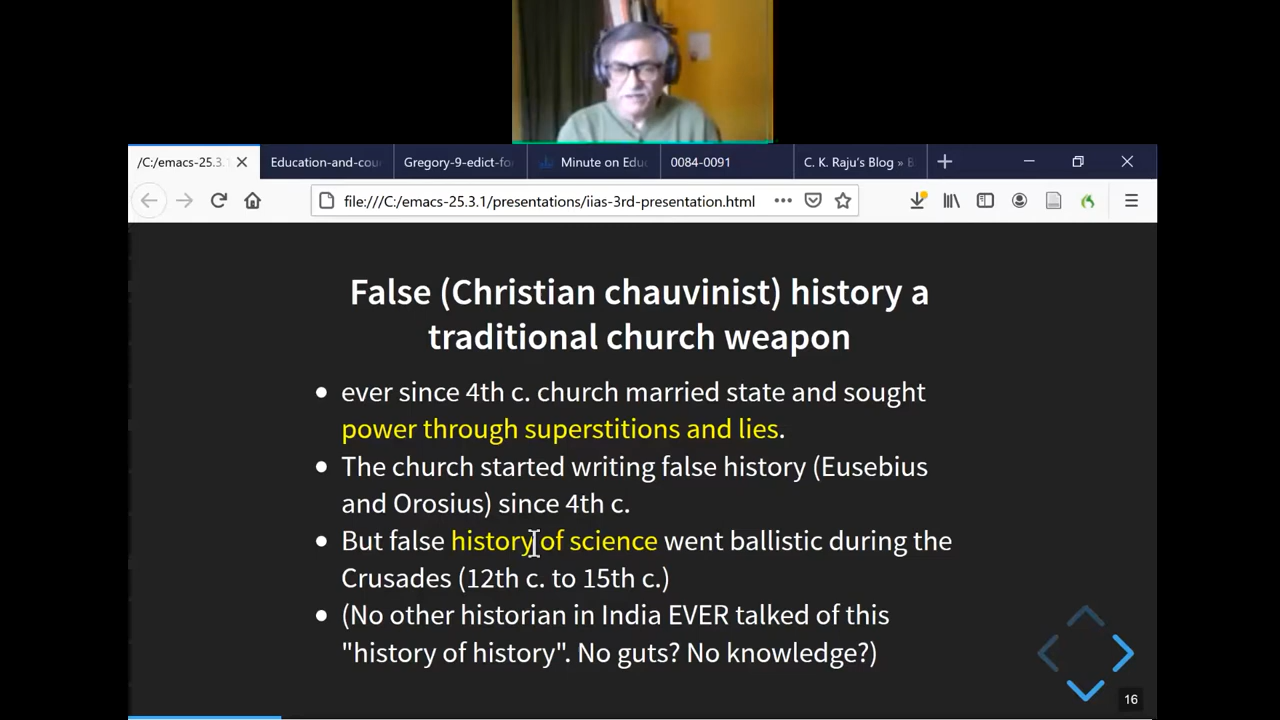 /C:/emacs-25.3.1
Education-and-cou
Gregory-9-edict-for
Minute on Educ
0084-0091
C. K. Raju's Blog » B
file:///C:/emacs-25.3.1/presentations/iias-3rd-presentation.html
False (Christian chauvinist) history a
traditional church weapon
• ever since 4th c. church married state and sought
power through superstitions and lies.
• The church started writing false history (Eusebius
and Orosius) since 4th c.
• But false history of science went ballistic during the
Crusades (12th c. to 15th c.)
• (No other historian in India EVER talked of this
"history of history". No guts? No knowledge?)
16